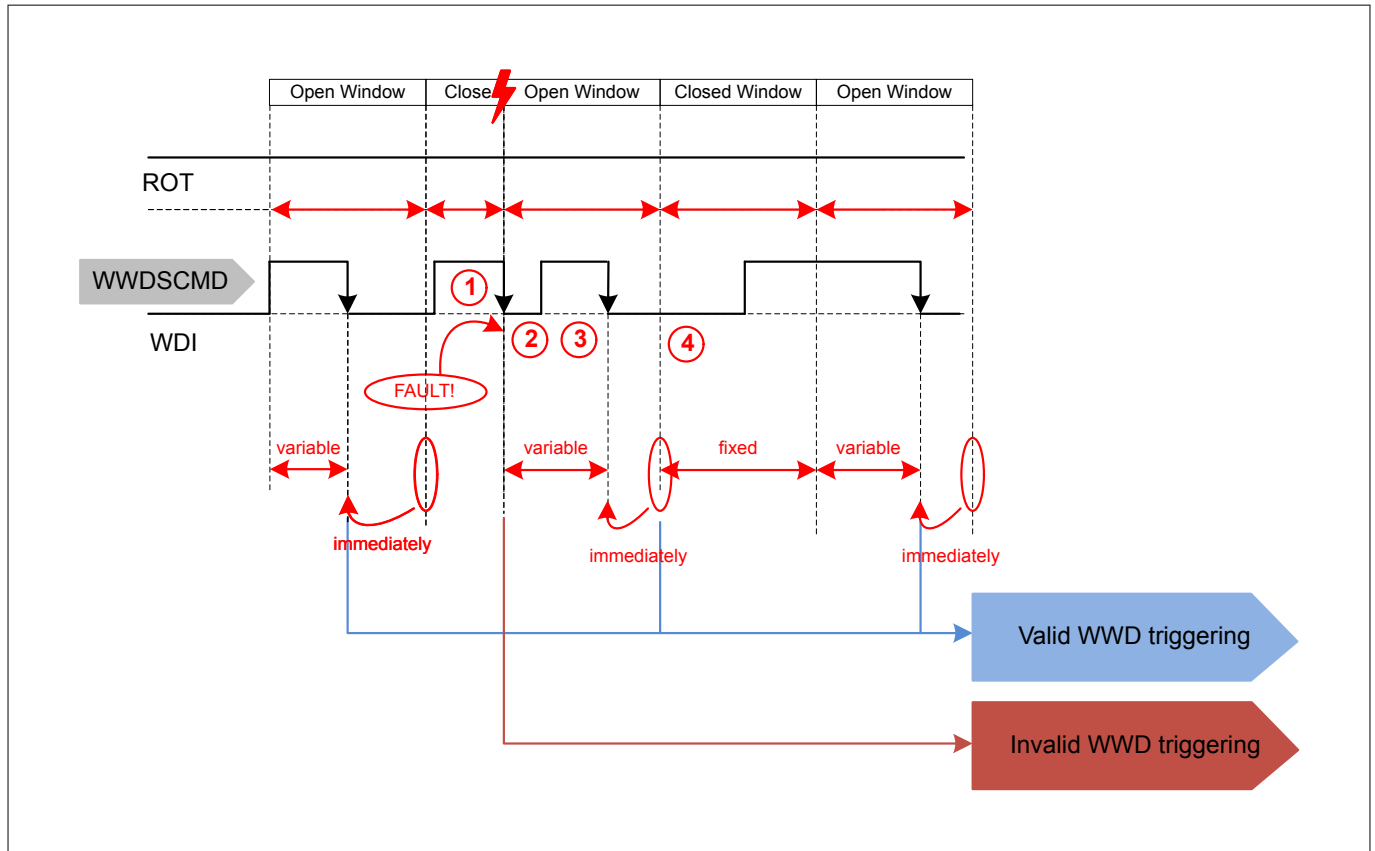 Open Window
Close
Open Window
Closed Window
Open Window
ROT
WWDSCMD
WDI
1
2
3
4
FAULT!
variable
variable
fixed
variable
immediately
immediately
immediately
Valid WWD triggering
Invalid WWD triggering